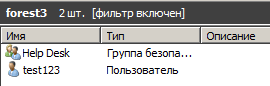 forest3 2 шт. [фильтр включен]
Имя Тип Описание
Help Desk Группа безопа...
test123 Пользователь